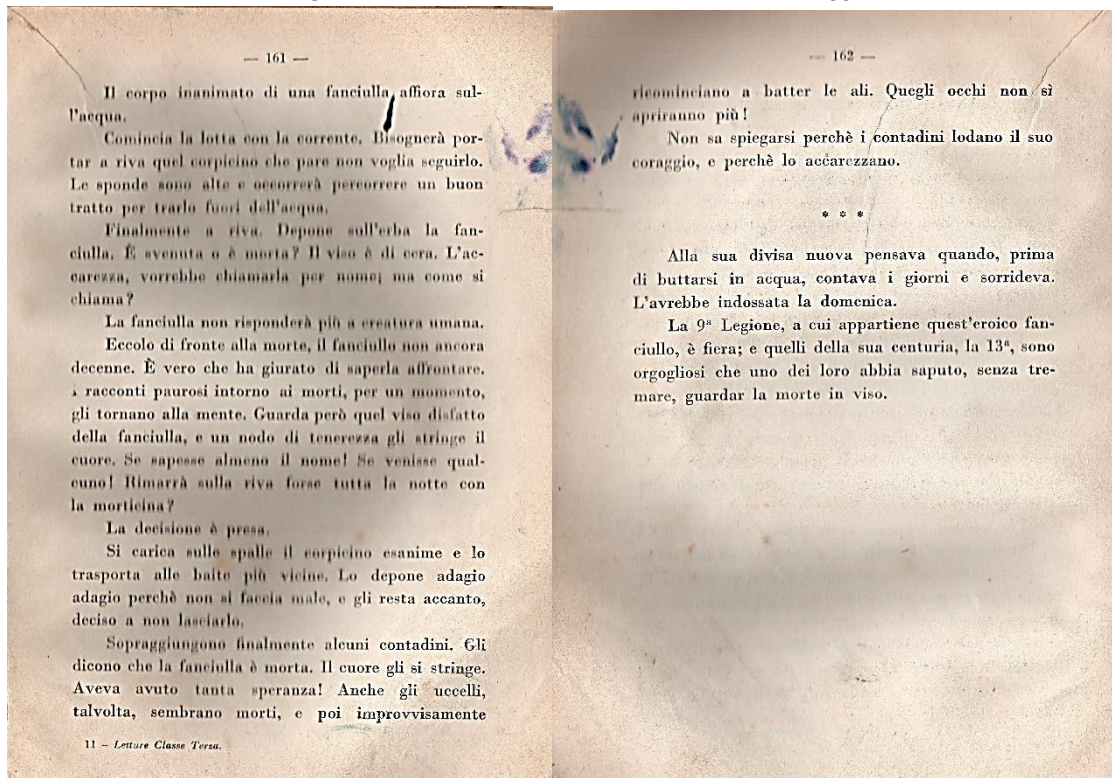 — 161 —
Il corpo inanimato di una fanciulla affiora sul-
l'acqua.
Comincia la lotta con la corrente. Bisognerà por-
tar a riva quel corpicino che pare non voglia seguirlo.
Le sponde sono alte e occorrerà percorrere un buon
tratto per trarlo fuori dell'acqua.
Finalmente a riva. Depone sull'erba la fan-
ciulla. È svenuta o è morta? Il viso è di cera. L'ac-
carezza, vorrebbe chiamarla per nome; ma come si
chiama?
La fanciulla non risponderà più a creatura umana.
Eccolo di fronte alla morte, il fanciullo non ancora
decenne. È vero che ha giurato di saperla affrontare.
I racconti paurosi intorno ai morti, per un momento,
gli tornano alla mente. Guarda però quel viso disfatto
della fanciulla, e un nodo di tenerezza gli stringe il
cuore. Se sapesse almeno il nome! Se venisse qual-
cuno! Rimarrà sulla riva forse tutta la notte con
la morticina?
La decisione è presa.
Si carica sulle spalle il corpicino esanime e lo
trasporta alle baite più vicine. Lo depone adagio
adagio perchè non si faccia male, e gli resta accanto,
deciso a non lasciarlo.
Sopraggiungono finalmente alcuni contadini. Gli
dicono che la fanciulla è morta. Il cuore gli si stringe.
Aveva avuto tanta speranza! Anche gli uccelli,
talvolta, sembrano morti, e poi improvvisamente
11 – Letture Classe Terza.
— 162 —
ricominciano a batter le ali. Quegli occhi non si
apriranno più!
Non sa spiegarsi perchè i contadini lodano il suo
coraggio, e perchè lo accarezzano.
* * *
Alla sua divisa nuova pensava quando, prima
di buttarsi in acqua, contava i giorni e sorrideva.
L'avrebbe indossata la domenica.
La 9ª Legione, a cui appartiene quest'eroico fan-
ciullo, è fiera; e quelli della sua centuria, la 13ª, sono
orgogliosi che uno dei loro abbia saputo, senza tre-
mare, guardar la morte in viso.